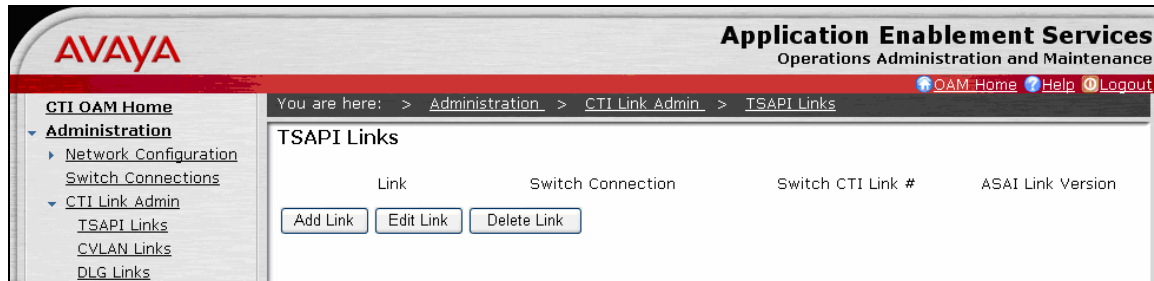 AVAYA
Application Enablement Services
Operations Administration and Maintenance
OAM Home Help Logout
CTI OAM Home
Administration
Network Configuration
Switch Connections
CTI Link Admin
TSAPI Links
CVLAN Links
DLG Links
You are here: > Administration > CTI Link Admin > TSAPI Links
TSAPI Links
Link Switch Connection Switch CTI Link # ASAI Link Version
Add Link Edit Link Delete Link